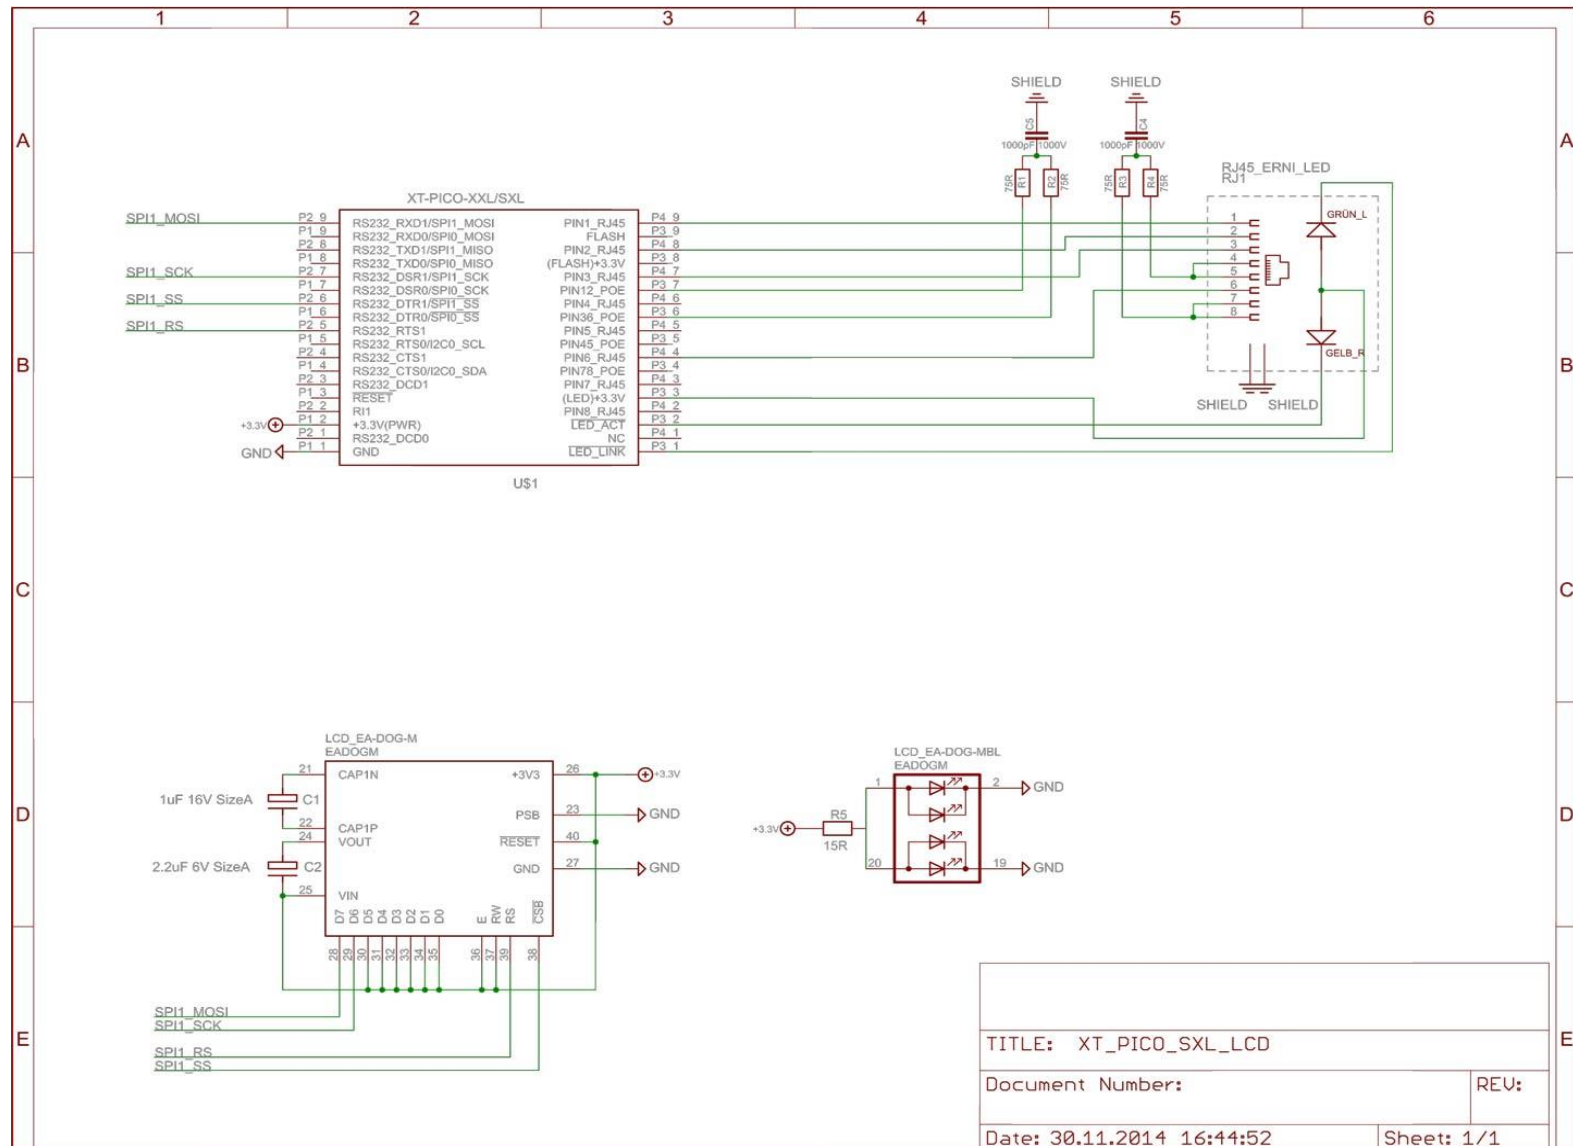 1 2 3 4 5 6
A A
B B
C C
D D
E E
SHIELD SHIELD
C5 C4
1000pF 1000V 1000pF 1000V
75R R1 R2 75R 75R R3 R4 75R
RJ45_ERNI_LED
RJ1
GRÜN_L
1
2
3
4
5
6
7
8
GELB_R
SHIELD SHIELD
XT-PICO-XXL/SXL
SPI1_MOSI P2 9 RS232_RXD1/SPI1_MOSI PIN1_RJ45 P4 9
P1 9 RS232_RXD0/SPI0_MOSI FLASH P3 9
P2 8 RS232_TXD1/SPI1_MISO PIN2_RJ45 P4 8
P1 8 RS232_TXD0/SPI0_MISO (FLASH)+3.3V P3 8
SPI1_SCK P2 7 RS232_DSR1/SPI1_SCK PIN3_RJ45 P4 7
P1 7 RS232_DSR0/SPI0_SCK PIN12_POE P3 7
SPI1_SS P2 6 RS232_DTR1/SPI1_SS PIN4_RJ45 P4 6
P1 6 RS232_DTR0/SPI0_SS PIN36_POE P3 6
SPI1_RS P2 5 RS232_RTS1 PIN5_RJ45 P4 5
P1 5 RS232_RTS0/I2C0_SCL PIN45_POE P3 5
P2 4 RS232_CTS1 PIN6_RJ45 P4 4
P1 4 RS232_CTS0/I2C0_SDA PIN78_POE P3 4
P2 3 RS232_DCD1 PIN7_RJ45 P4 3
P1 3 RESET (LED)+3.3V P3 3
P2 2 RI1 PIN8_RJ45 P4 2
+3.3V P1 2 +3.3V(PWR) LED_ACT P3 2
P2 1 RS232_DCD0 NC P4 1
GND P1 1 GND LED_LINK P3 1
U$1
LCD_EA-DOG-M
EADOGM
21 CAP1N +3V3 26 +3.3V
1uF 16V SizeA C1
PSB 23 GND
22 CAP1P
24 VOUT RESET 40
2.2uF 6V SizeA C2
GND 27 GND
25 VIN
D7 D6 D5 D4 D3 D2 D1 D0 E RW RS CSB
28 29 30 31 32 33 34 35 36 37 39 38
SPI1_MOSI
SPI1_SCK
SPI1_RS
SPI1_SS
LCD_EA-DOG-MBL
EADOGM
1 2 GND
+3.3V R5
15R
20 19 GND
TITLE: XT_PICO_SXL_LCD
Document Number: REV:
Date: 30.11.2014 16:44:52 Sheet: 1/1